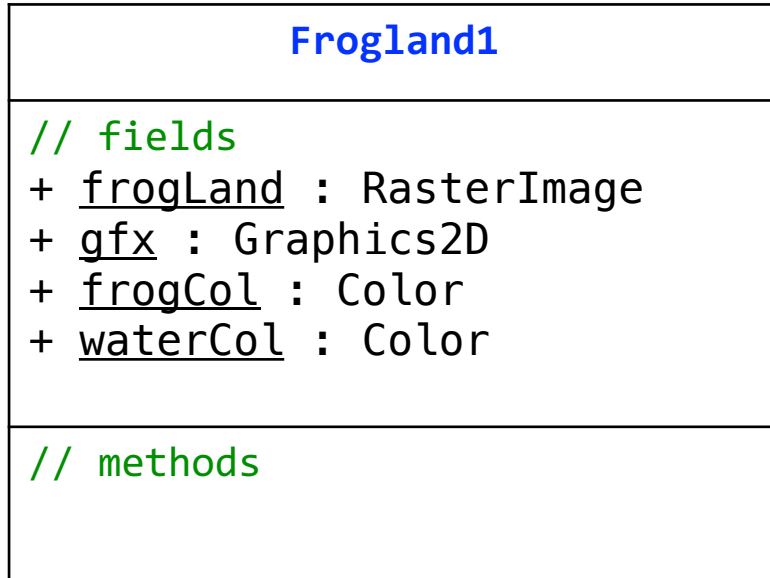 Frogland1
// fields
+ frogLand : RasterImage
+ gfx : Graphics2D
+ frogCol : Color
+ waterCol : Color
// methods